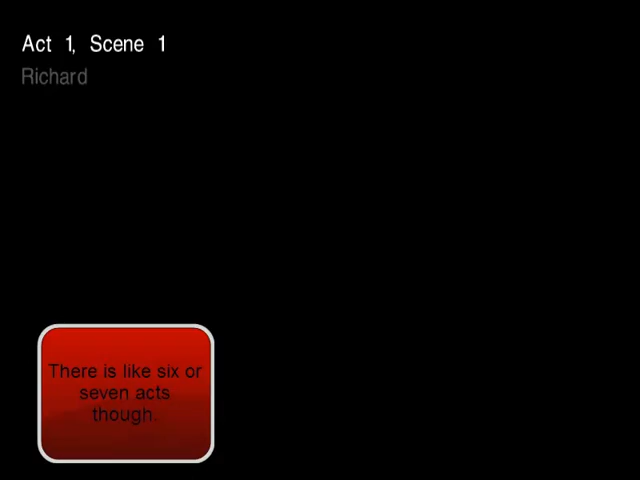 Act 1, Scene 1
Richard
There is like six or
seven acts
though.